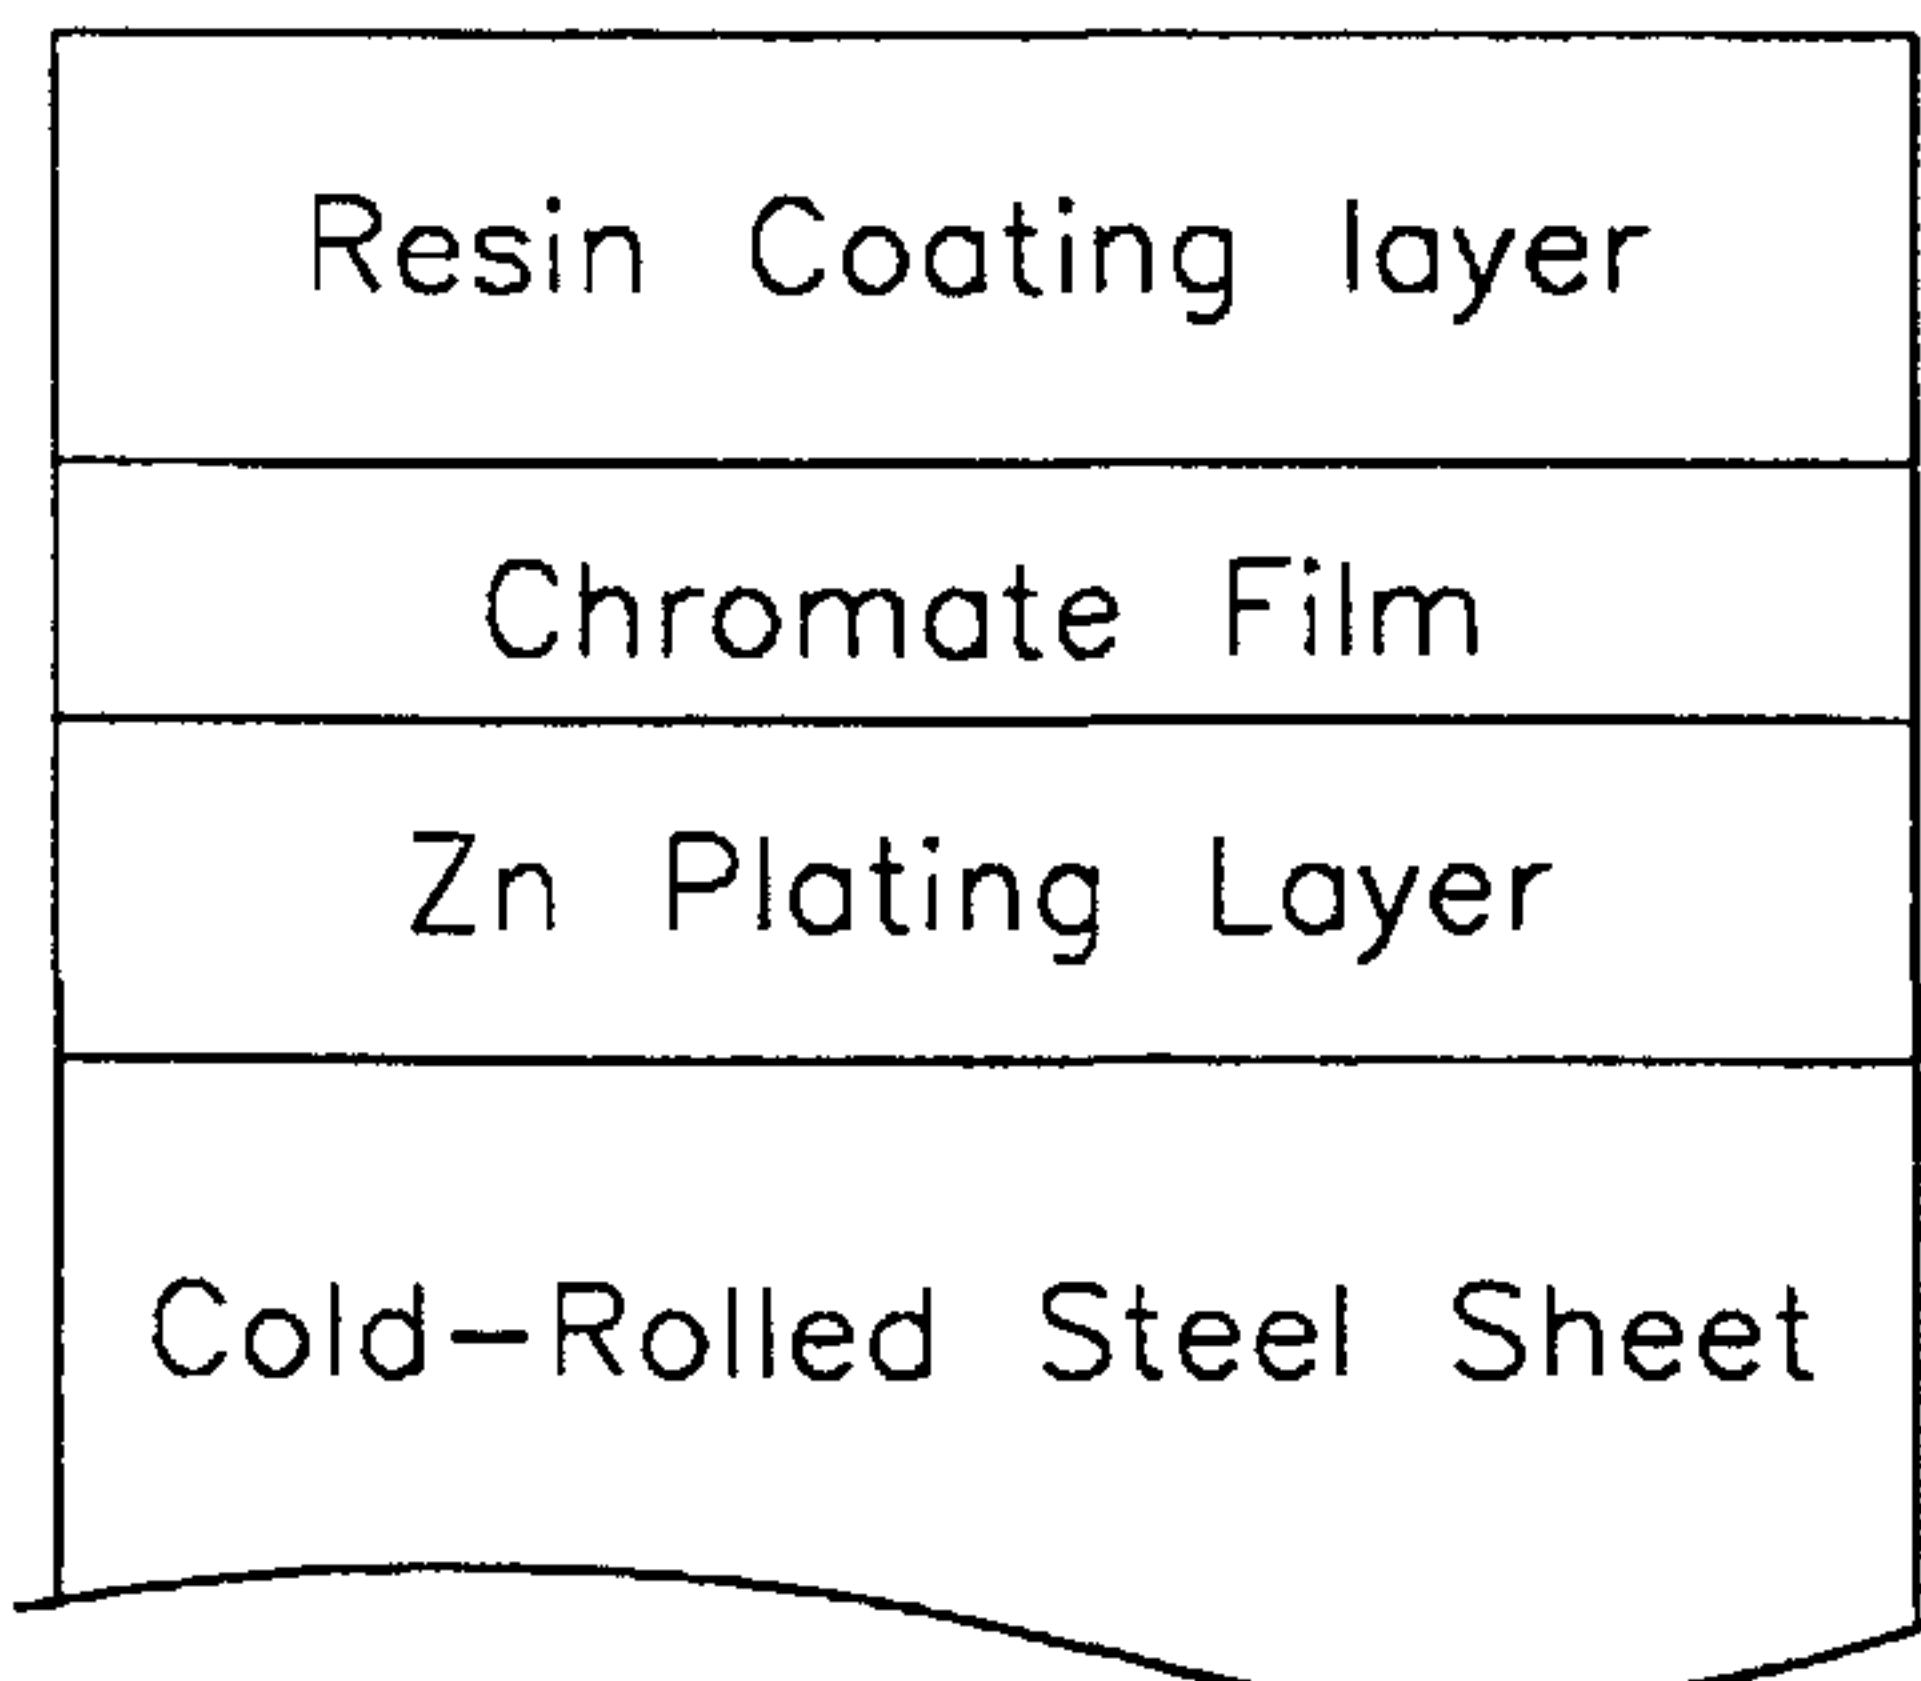 Resin Coating layer
Chromate Film
Zn Plating Layer
Cold-Rolled Steel Sheet